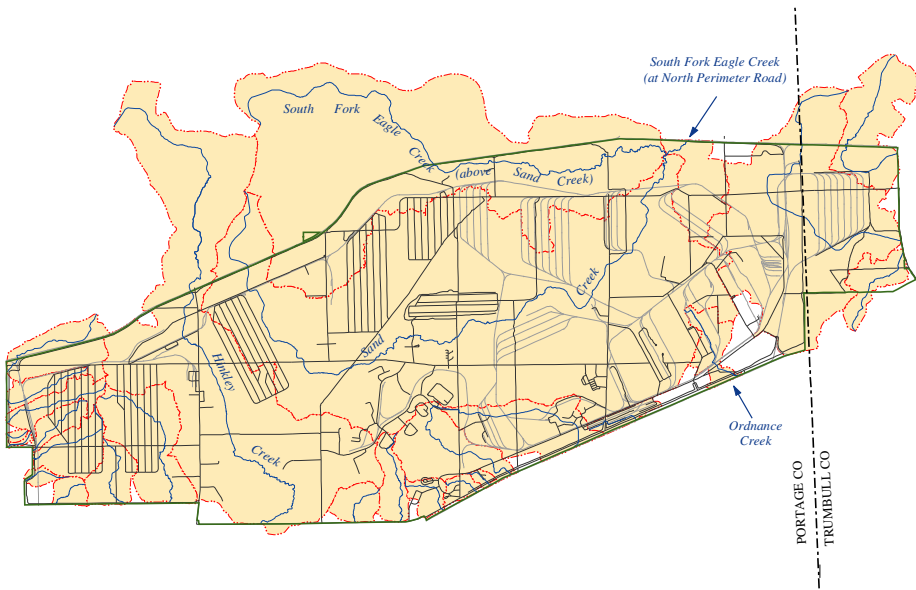 South Fork Eagle Creek
(at North Perimeter Road)
South Fork Eagle Creek
(above Sand Creek)
Sand Creek
Hinkley Creek
Ordnance
Creek
PORTAGE CO
TRUMBULL CO